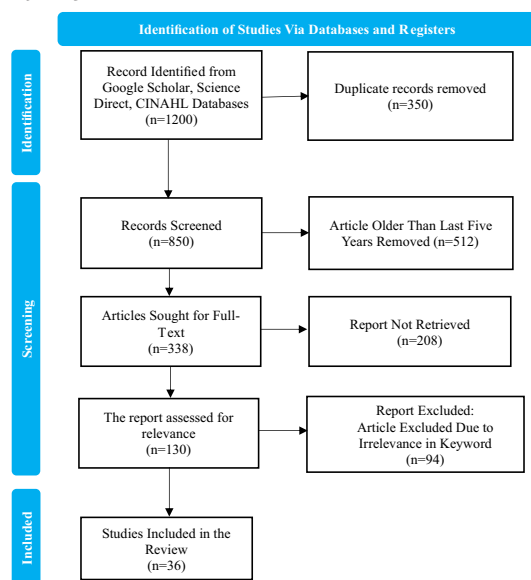 Identification of Studies Via Databases and Registers
Identification
Record Identified from
Google Scholar, Science
Direct, CINAHL Databases
(n=1200)
Duplicate records removed
(n=350)
Screening
Records Screened
(n=850)
Article Older Than Last Five
Years Removed (n=512)
Articles Sought for Full-
Text
(n=338)
Report Not Retrieved
(n=208)
The report assessed for
relevance
(n=130)
Report Excluded:
Article Excluded Due to
Irrelevance in Keyword
(n=94)
Included
Studies Included in the
Review
(n=36)